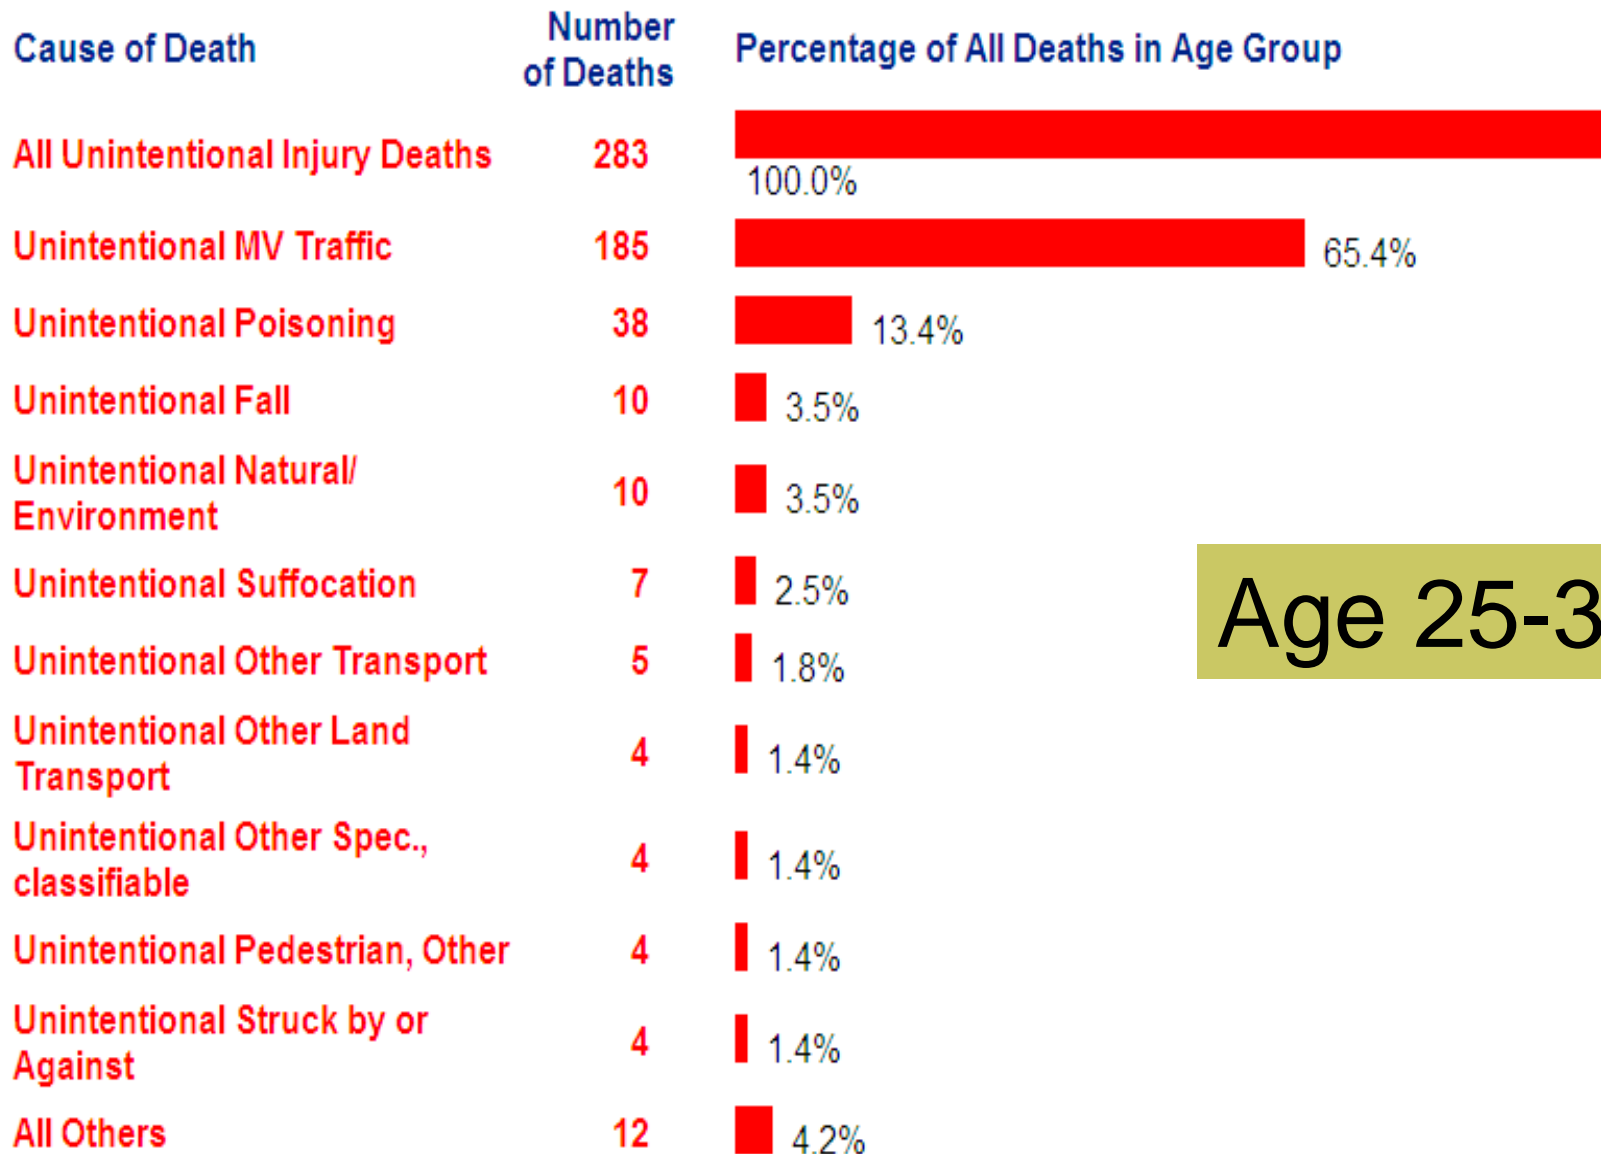 Cause of Death Number of Deaths Percentage of All Deaths in Age Group
All Unintentional Injury Deaths 283 100.0%
Unintentional MV Traffic 185 65.4%
Unintentional Poisoning 38 13.4%
Unintentional Fall 10 3.5%
Unintentional Natural/
Environment 10 3.5%
Unintentional Suffocation 7 2.5%
Age 25-3
Unintentional Other Transport 5 1.8%
Unintentional Other Land
Transport 4 1.4%
Unintentional Other Spec.,
classifiable 4 1.4%
Unintentional Pedestrian, Other 4 1.4%
Unintentional Struck by or
Against 4 1.4%
All Others 12 4.2%